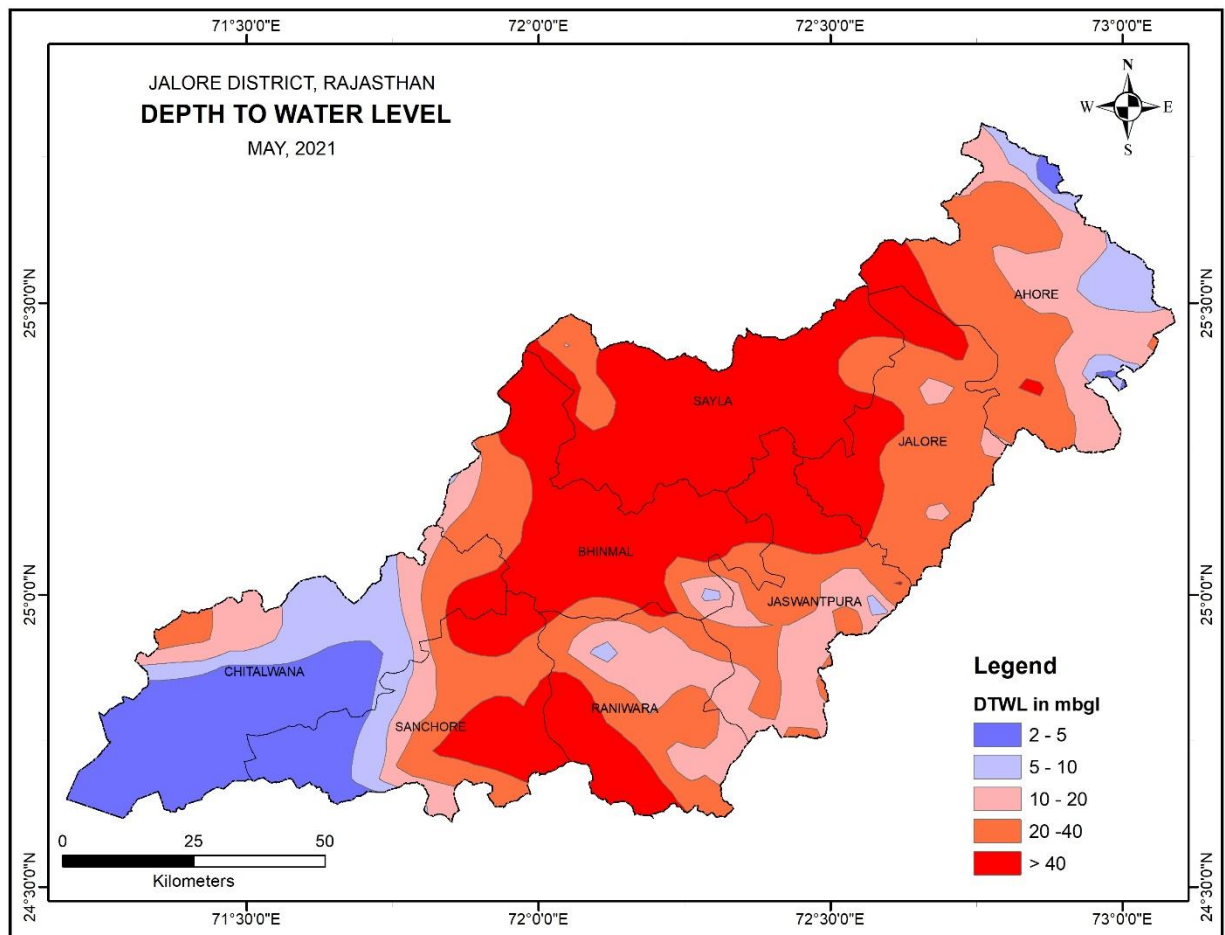 71°30'0"E 72°0'0"E 72°30'0"E 73°0'0"E
JALORE DISTRICT, RAJASTHAN
DEPTH TO WATER LEVEL
MAY, 2021
N
W E
S
25°30'0"N 25°30'0"N
AHORE
SAYLA
JALORE
BHINMAL
25°0'0"N 25°0'0"N
JASWANTPURA
CHITALWANA
RANIWARA
SANCHORE
Legend
DTWL in mbgl
2 - 5
5 - 10
10 - 20
20 -40
> 40
0 25 50
Kilometers
24°30'0"N 24°30'0"N
71°30'0"E 72°0'0"E 72°30'0"E 73°0'0"E